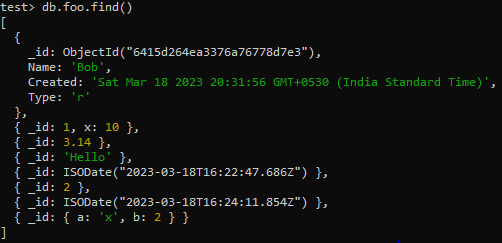 test> db.foo.find()
[
  {
    _id: ObjectId("6415d264ea3376a76778d7e3"),
    Name: 'Bob',
    Created: 'Sat Mar 18 2023 20:31:56 GMT+0530 (India Standard Time)',
    Type: 'r'
  },
  { _id: 1, x: 10 },
  { _id: 3.14 },
  { _id: 'Hello' },
  { _id: ISODate("2023-03-18T16:22:47.686Z") },
  { _id: 2 },
  { _id: ISODate("2023-03-18T16:24:11.854Z") },
  { _id: { a: 'x', b: 2 } }
]